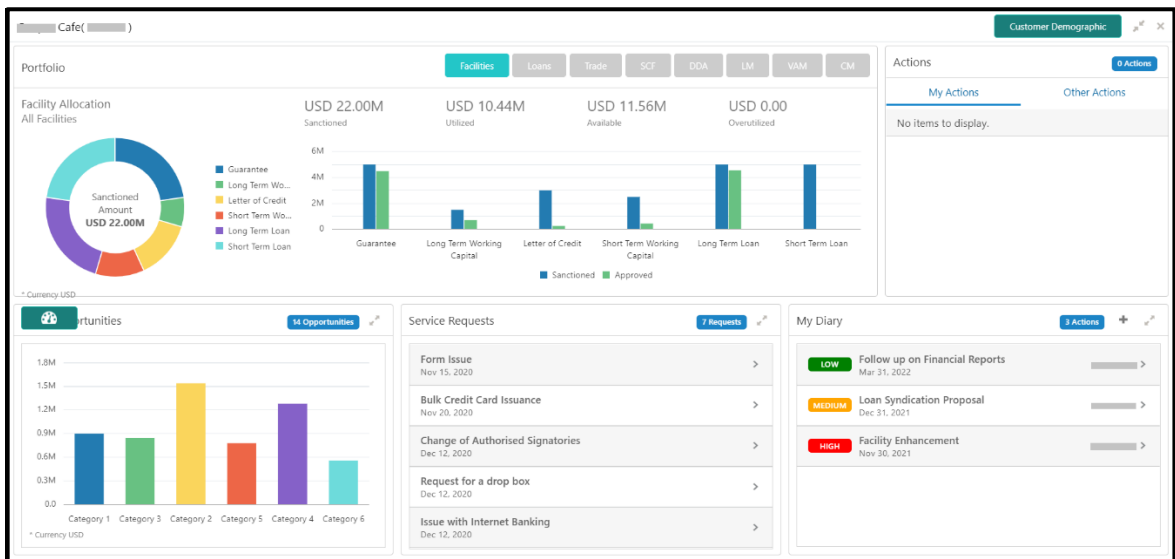 Cafe( )
Customer Demographic
Portfolio
Facilities
Loans
Trade
SCF
DDA
LM
VAM
CM
Facility Allocation
All Facilities
Sanctioned
Amount
USD 22.00M
Guarantee
Long Term Wo...
Letter of Credit
Short Term Wo...
Long Term Loan
Short Term Loan
* Currency USD
USD 22.00M
Sanctioned
USD 10.44M
Utilized
USD 11.56M
Available
USD 0.00
Overutilized
6M
4M
2M
0
Guarantee
Long Term Working
Capital
Letter of Credit
Short Term Working
Capital
Long Term Loan
Short Term Loan
Sanctioned
Approved
Actions
0 Actions
My Actions
Other Actions
No items to display.
rtunities
14 Opportunities
1.8M
1.5M
1.2M
0.9M
0.6M
0.3M
0.0
Category 1
Category 3
Category 2
Category 5
Category 4
Category 6
* Currency USD
Service Requests
7 Requests
Form Issue
Nov 15, 2020
Bulk Credit Card Issuance
Nov 20, 2020
Change of Authorised Signatories
Dec 12, 2020
Request for a drop box
Dec 12, 2020
Issue with Internet Banking
Dec 12, 2020
My Diary
3 Actions
LOW
Follow up on Financial Reports
Mar 31, 2022
MEDIUM
Loan Syndication Proposal
Dec 31, 2021
HIGH
Facility Enhancement
Nov 30, 2021